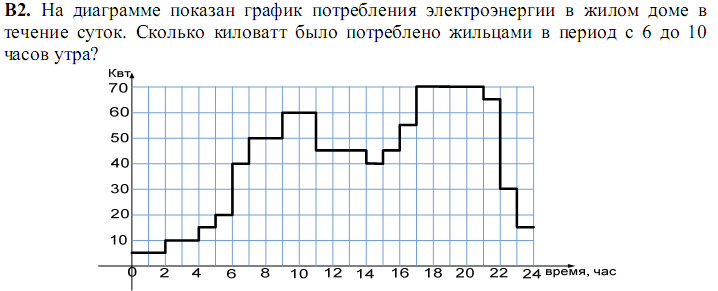 В2. На диаграмме показан график потребления электроэнергии в жилом доме в
течение суток. Сколько киловатт было потреблено жильцами в период с 6 до 10
часов утра?
Квт
70
60
50
40
30
20
10
0 2 4 6 8 10 12 14 16 18 20 22 24 время, час